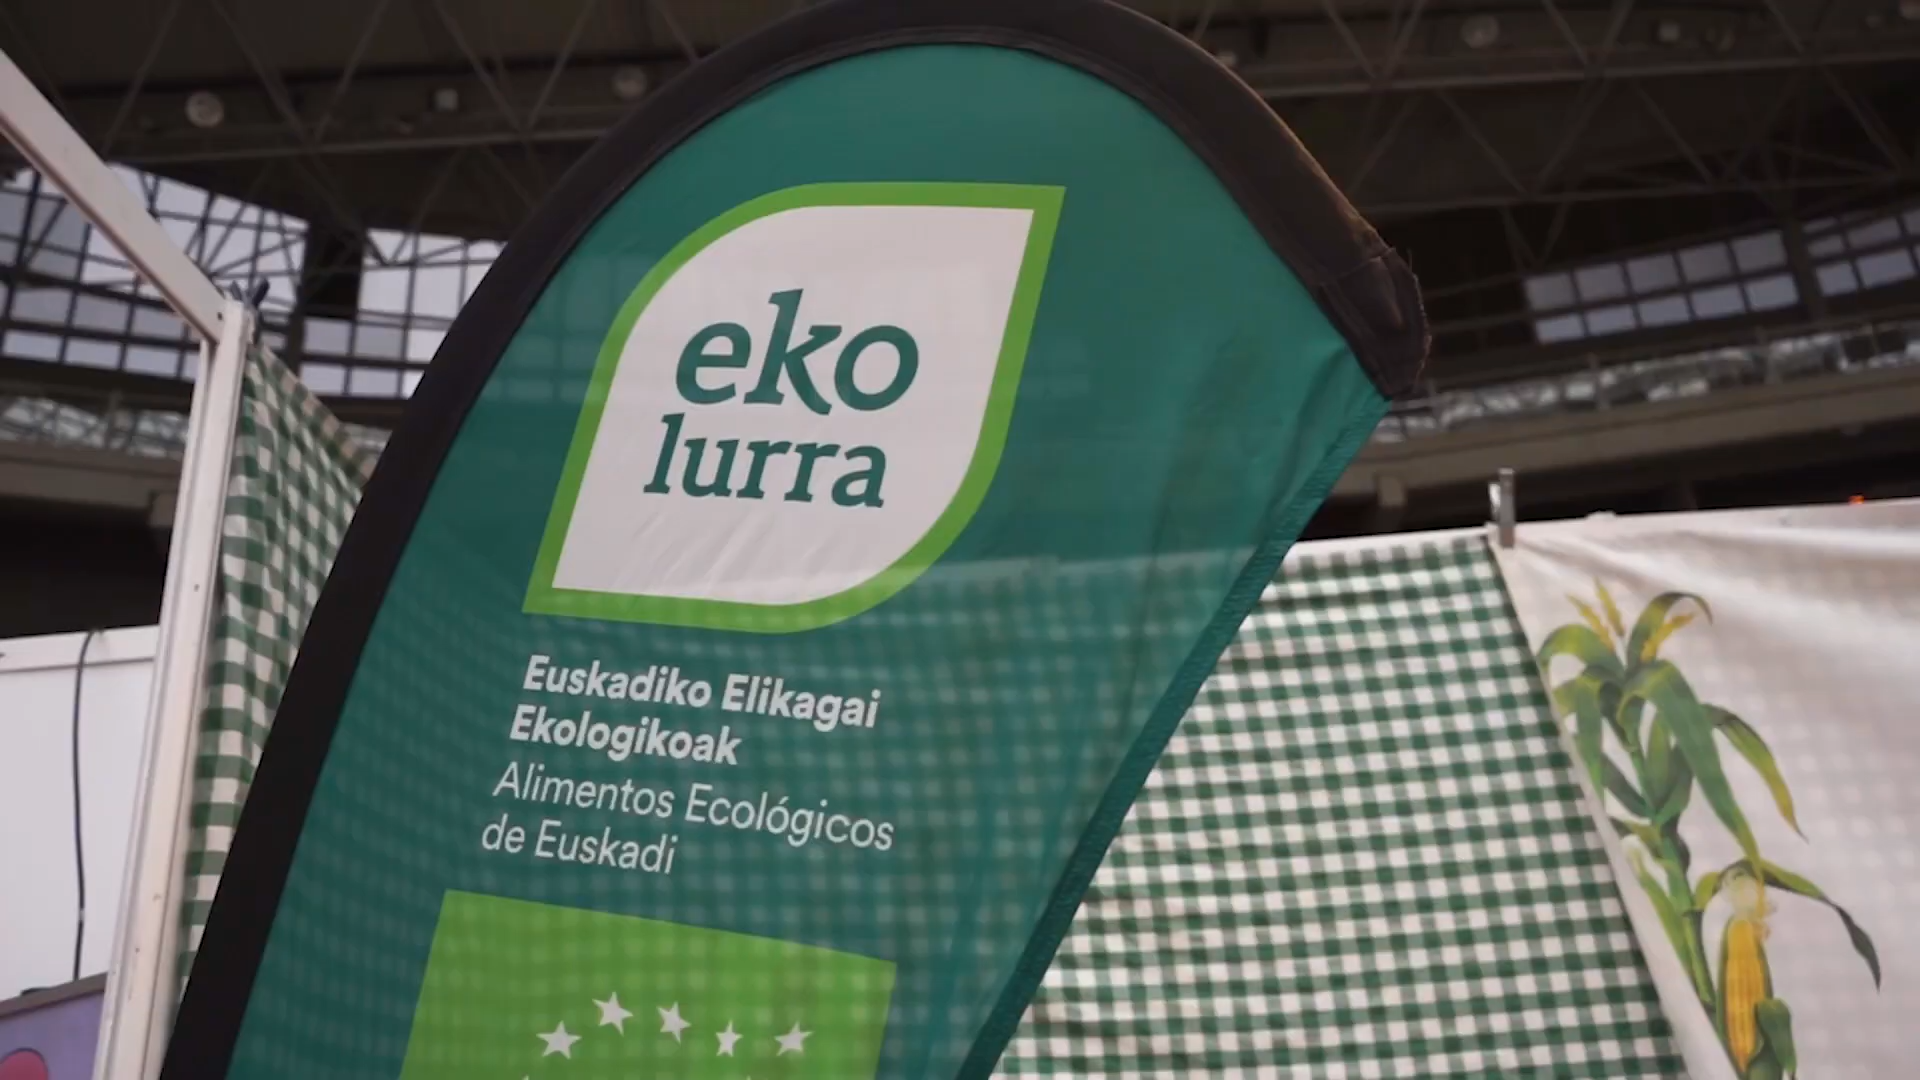 eko
lurra
Euskadiko Elikagai
Ekologikoak
Alimentos Ecológicos
de Euskadi